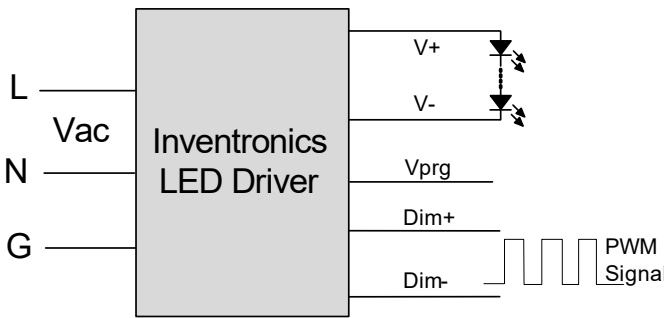 L
Vac
N
G
Inventronics
LED Driver
V+
V-
Vprg
Dim+
Dim-
PWM
Signal